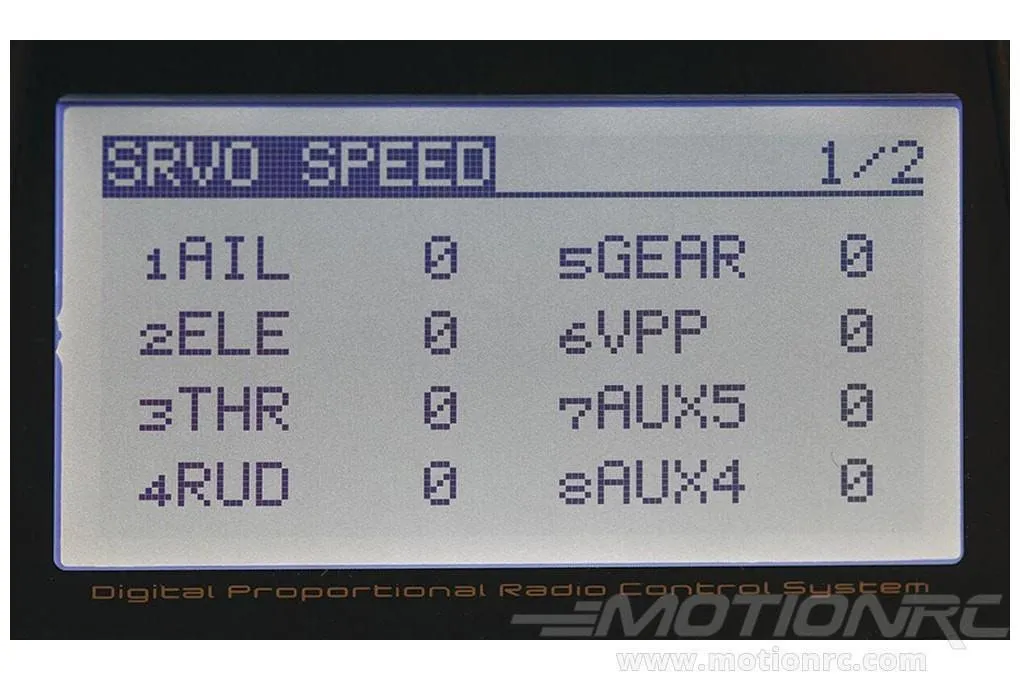 SRVO SPEED 1/2
1AIL 0 5GEAR 0
2ELE 0 6VPP 0
3THR 0 7AUX5 0
4RUD 0 8AUX4 0
Digital Proportional Radio Control System
MOTIONRC
www.motionrc.com